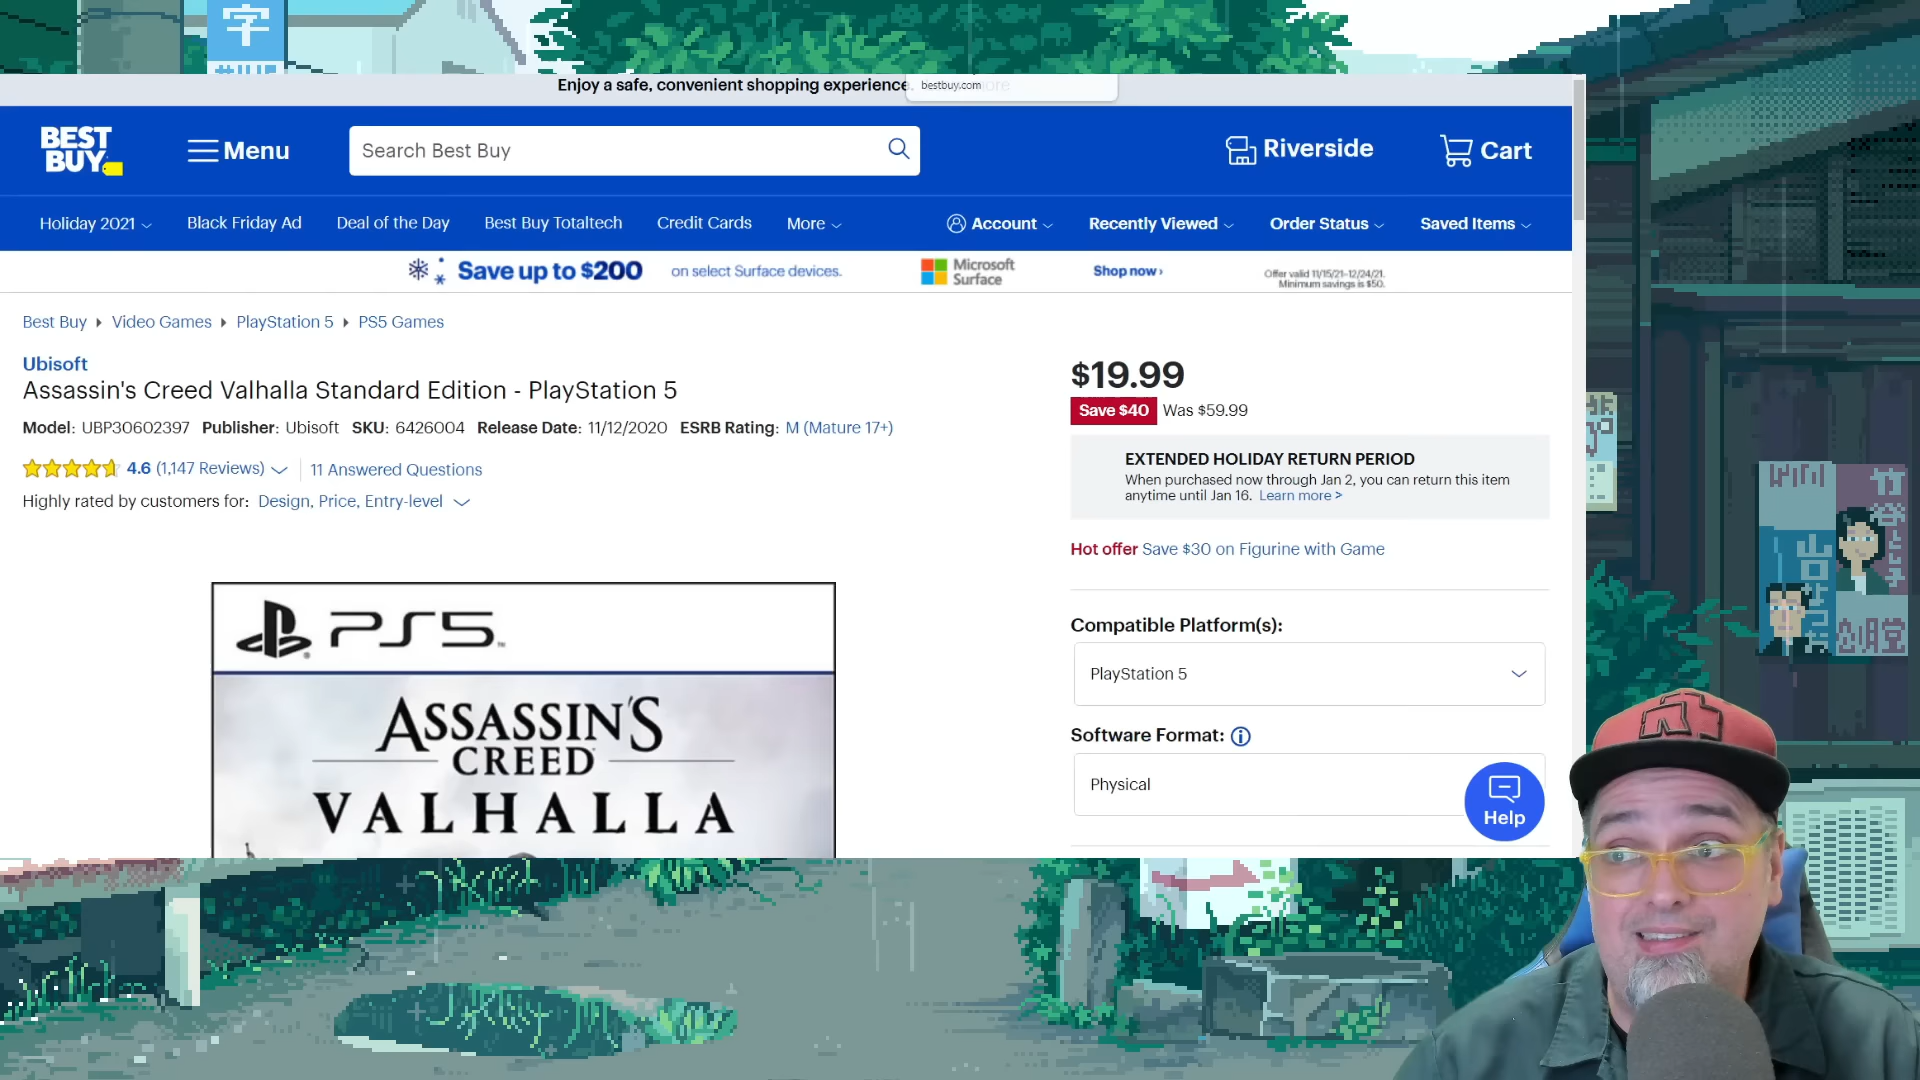 字
Enjoy a safe, convenient shopping experience.
bestbuy.com
BEST BUY
Menu
Search Best Buy
Riverside
Cart
Holiday 2021
Black Friday Ad
Deal of the Day
Best Buy Totaltech
Credit Cards
More
Account
Recently Viewed
Order Status
Saved Items
Save up to $200 on select Surface devices.
Microsoft Surface
Shop now ›
Offer valid 11/15/21-12/24/21.
Minimum savings is $50.
Best Buy
Video Games
PlayStation 5
PS5 Games
Ubisoft
Assassin's Creed Valhalla Standard Edition - PlayStation 5
Model: UBP30602397 Publisher: Ubisoft SKU: 6426004 Release Date: 11/12/2020 ESRB Rating: M (Mature 17+)
4.6 (1,147 Reviews)
11 Answered Questions
Highly rated by customers for: Design, Price, Entry-level
$19.99
Save $40 Was $59.99
EXTENDED HOLIDAY RETURN PERIOD
When purchased now through Jan 2, you can return this item
anytime until Jan 16. Learn more >
Hot offer Save $30 on Figurine with Game
Compatible Platform(s):
PlayStation 5
Software Format:
Physical
Help
PS5
ASSASSIN'S
CREED
VALHALLA